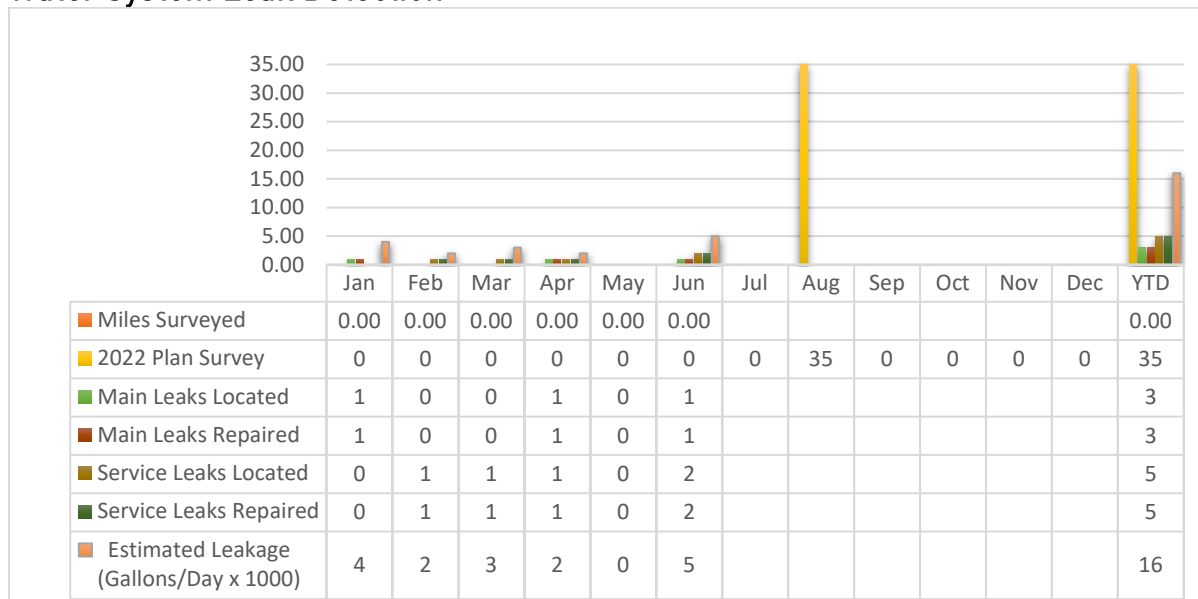 35.00
30.00
25.00
20.00
15.00
10.00
5.00
0.00
Jan Feb Mar Apr May Jun Jul Aug Sep Oct Nov Dec YTD
Miles Surveyed 0.00 0.00 0.00 0.00 0.00 0.00 0.00
2022 Plan Survey 0 0 0 0 0 0 0 35 0 0 0 0 35
Main Leaks Located 1 0 0 1 0 1 3
Main Leaks Repaired 1 0 0 1 0 1 3
Service Leaks Located 0 1 1 1 0 2 5
Service Leaks Repaired 0 1 1 1 0 2 5
Estimated Leakage
(Gallons/Day x 1000) 4 2 3 2 0 5 16